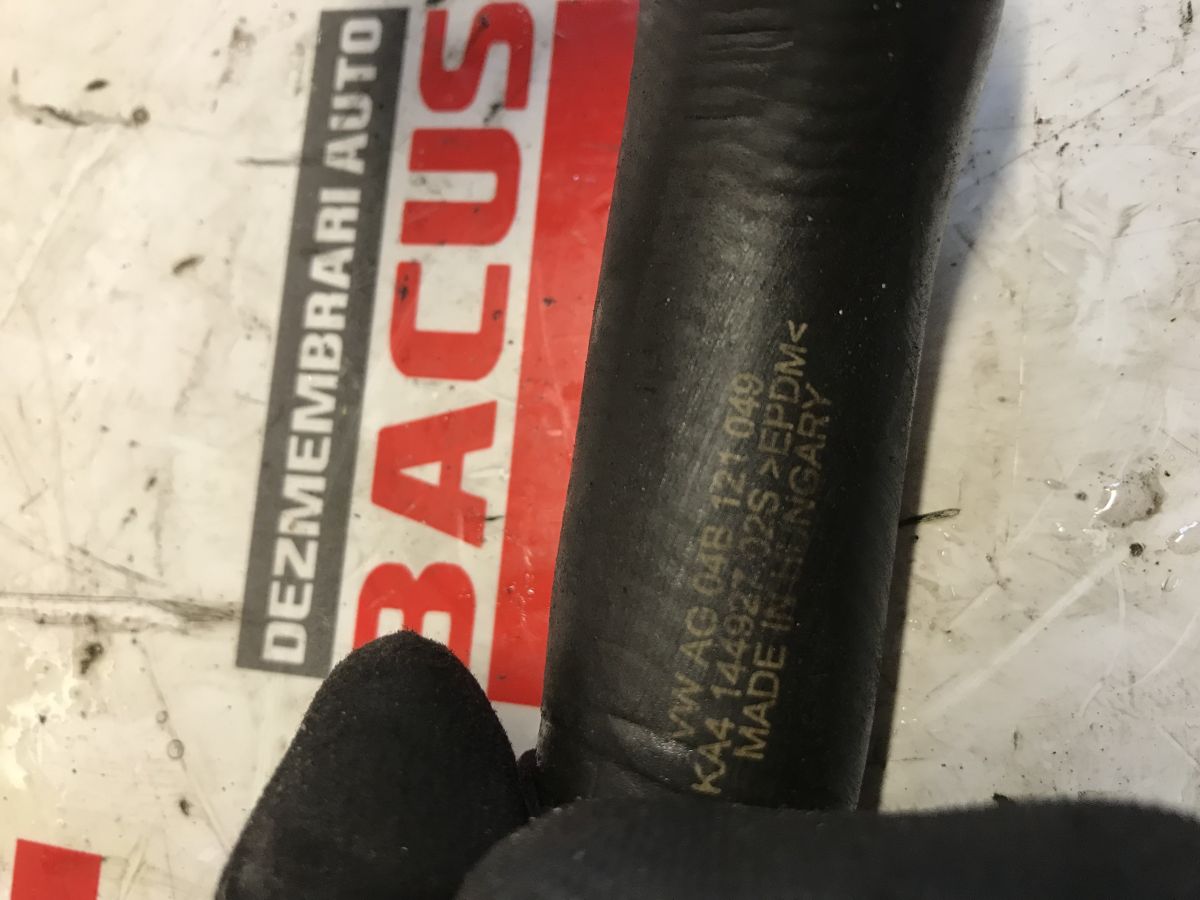 DEZMEMBRARI AUTO
BACUS
VW AG 04B 121 049
KA4 144927 02S >EPDM<
MADE IN HUNGARY